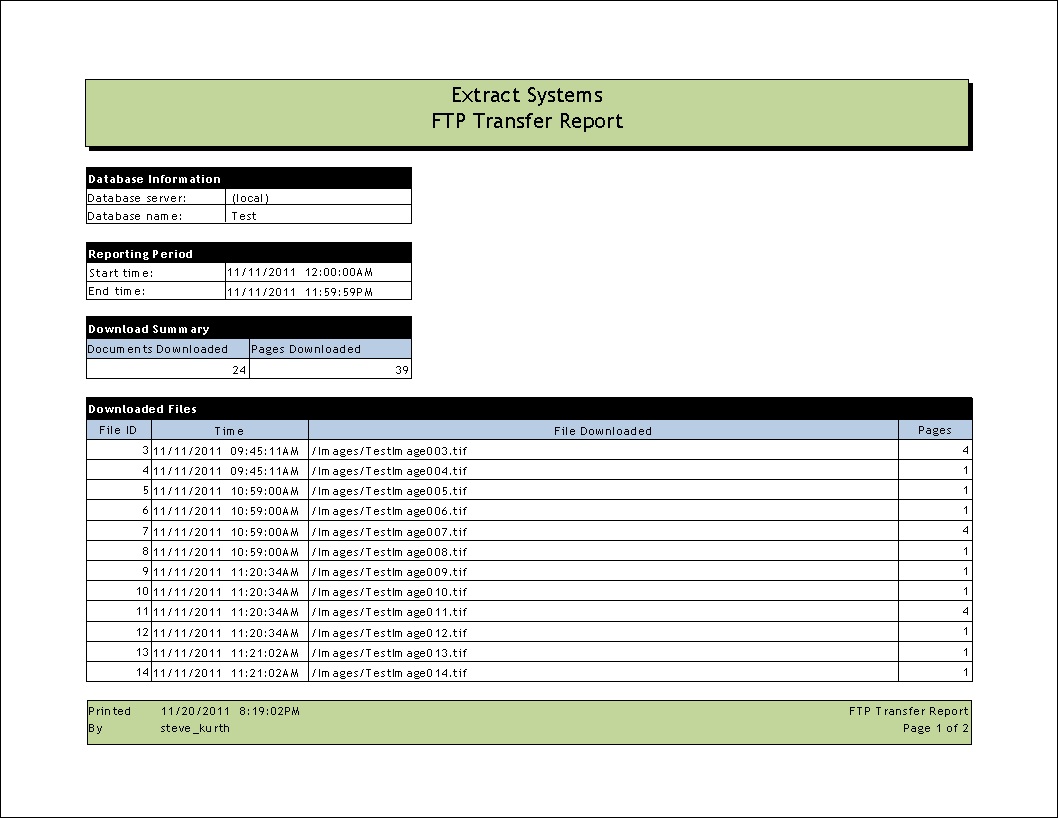 Extract Systems
FTP Transfer Report
Database Information
Database server: (local)
Database name: Test
Reporting Period
Start time: 11/11/2011 12:00:00AM
End time: 11/11/2011 11:59:59PM
Download Summary
Documents Downloaded Pages Downloaded
24 39
Downloaded Files
File ID Time File Downloaded Pages
3 11/11/2011 09:45:11AM /Images/TestImage003.tif 4
4 11/11/2011 09:45:11AM /Images/TestImage004.tif 1
5 11/11/2011 10:59:00AM /Images/TestImage005.tif 1
6 11/11/2011 10:59:00AM /Images/TestImage006.tif 1
7 11/11/2011 10:59:00AM /Images/TestImage007.tif 4
8 11/11/2011 10:59:00AM /Images/TestImage008.tif 1
9 11/11/2011 11:20:34AM /Images/TestImage009.tif 1
10 11/11/2011 11:20:34AM /Images/TestImage010.tif 1
11 11/11/2011 11:20:34AM /Images/TestImage011.tif 4
12 11/11/2011 11:20:34AM /Images/TestImage012.tif 1
13 11/11/2011 11:21:02AM /Images/TestImage013.tif 1
14 11/11/2011 11:21:02AM /Images/TestImage014.tif 1
Printed 11/20/2011 8:19:02PM FTP Transfer Report
By steve_kurth Page 1 of 2